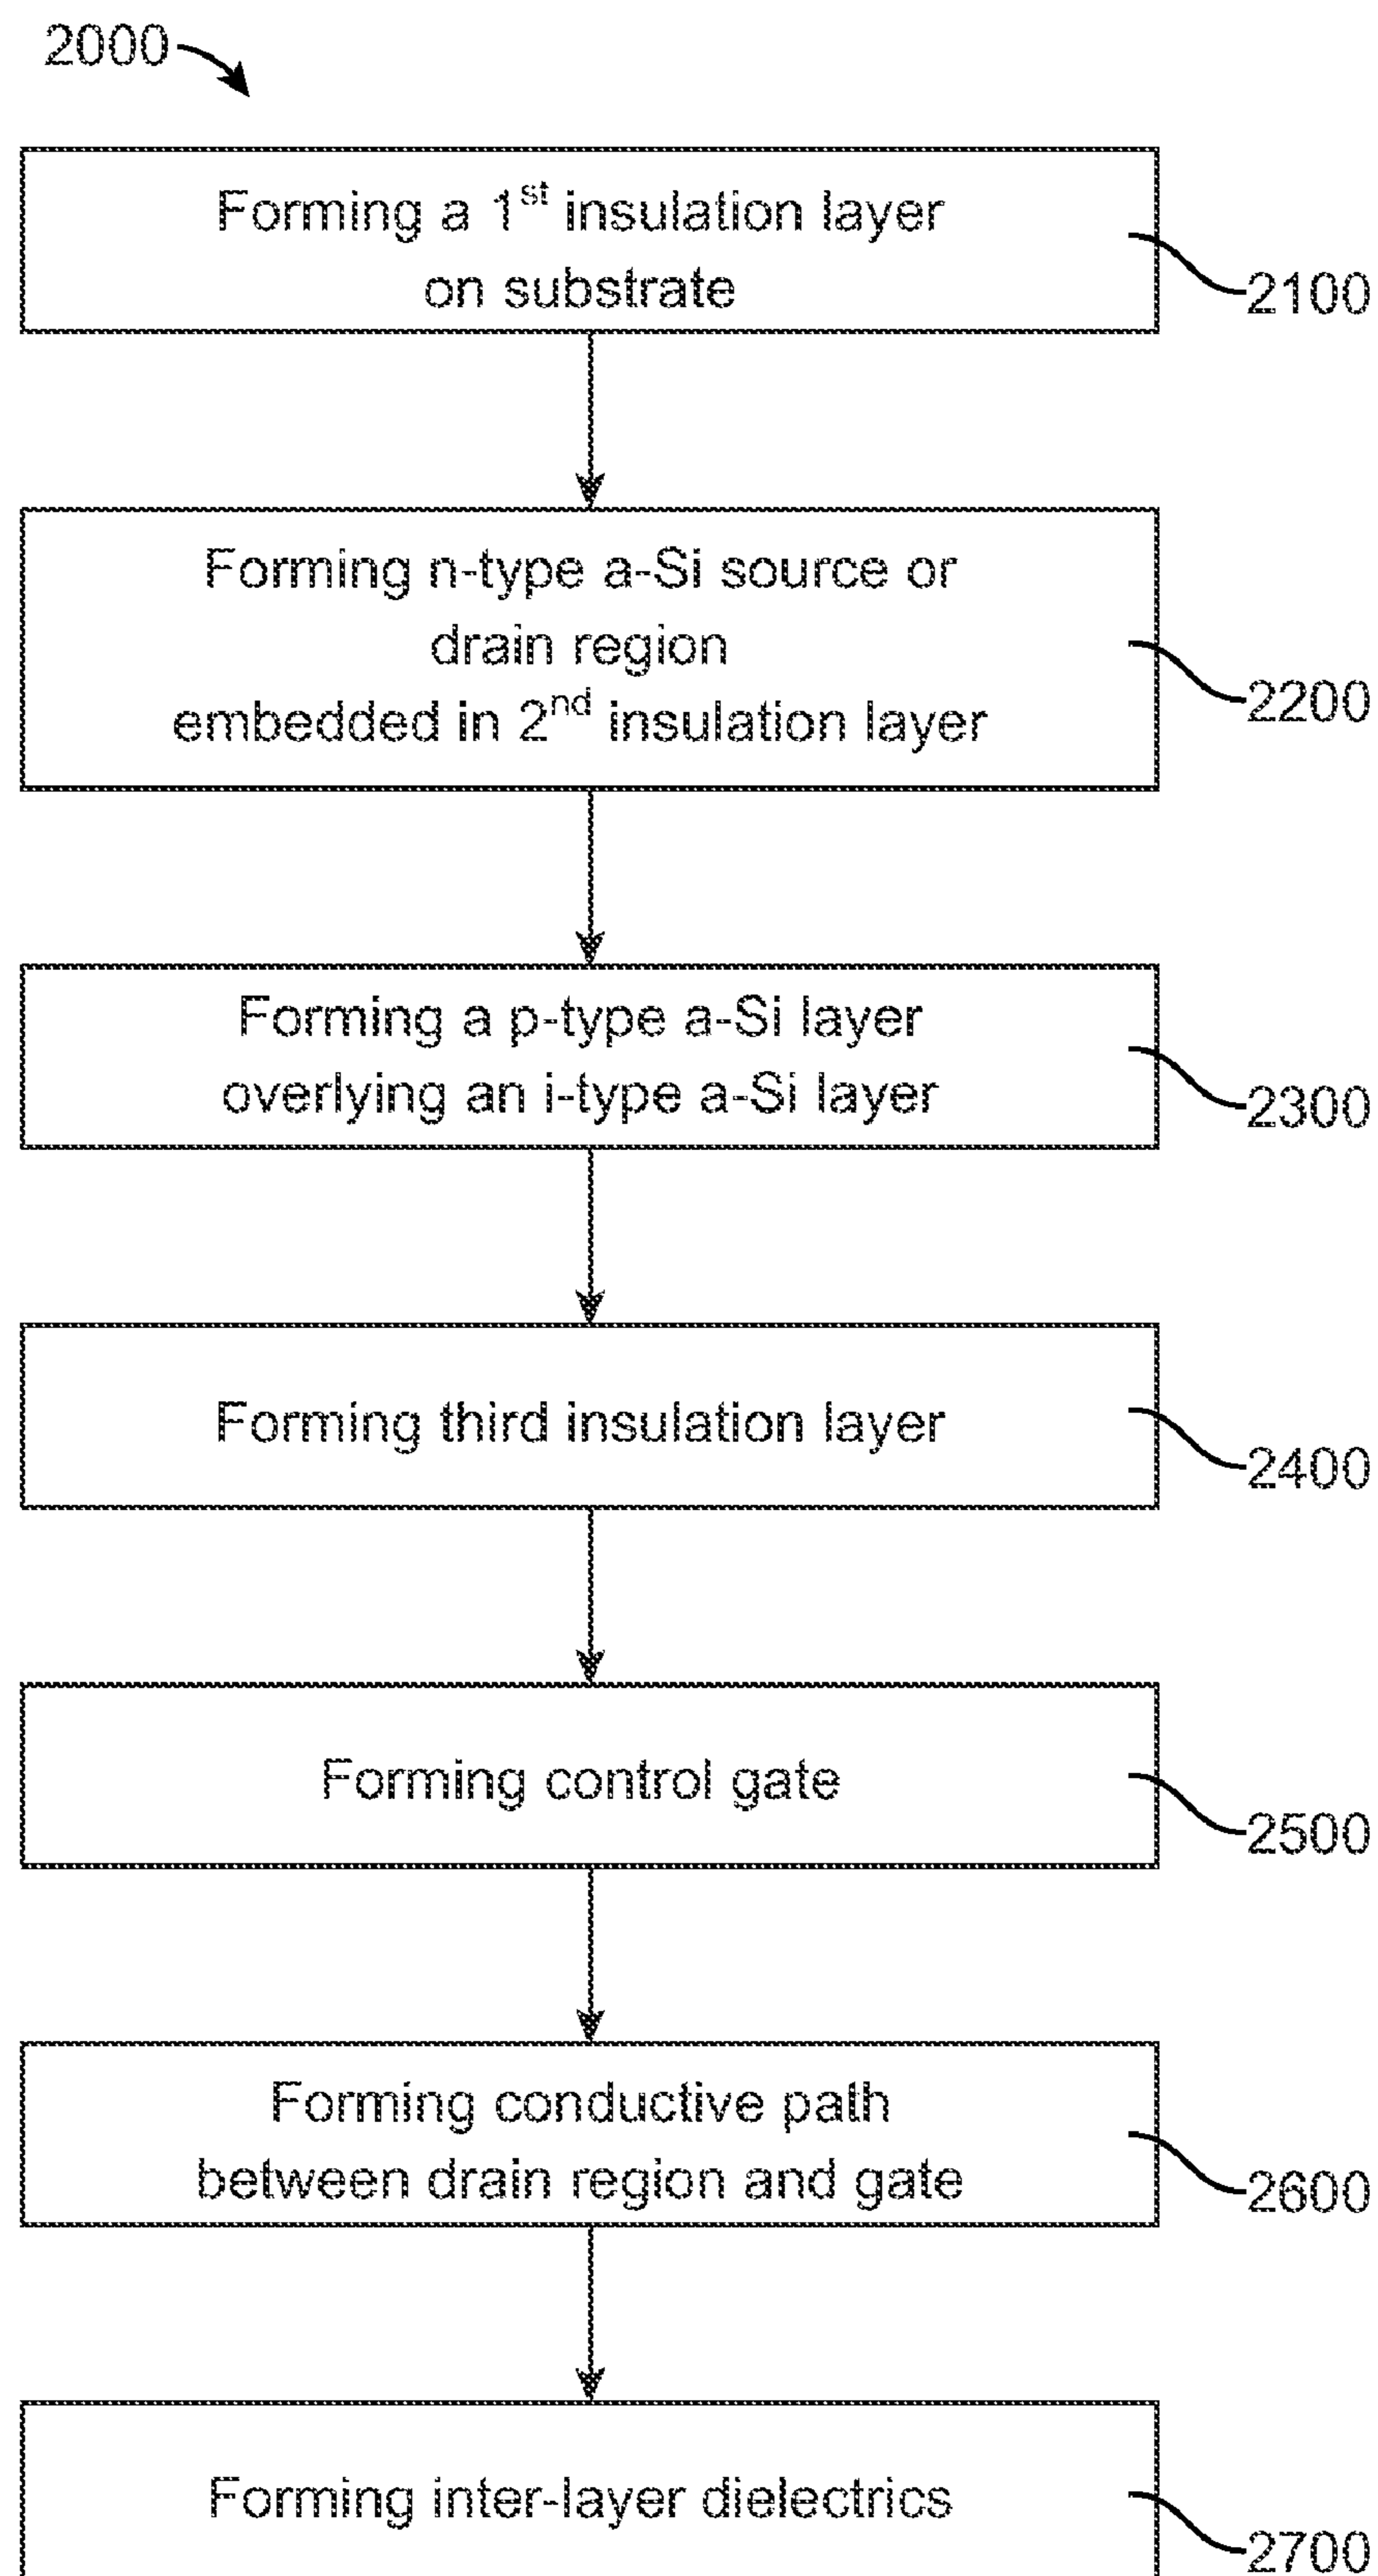 2000
Forming a 1st insulation layer
on substrate
2100
Forming n-type a-Si source or
drain region
embedded in 2nd insulation layer
2200
Forming a p-type a-Si layer
overlying an i-type a-Si layer
2300
Forming third insulation layer
2400
Forming control gate
2500
Forming conductive path
between drain region and gate
2600
Forming inter-layer dielectrics
2700